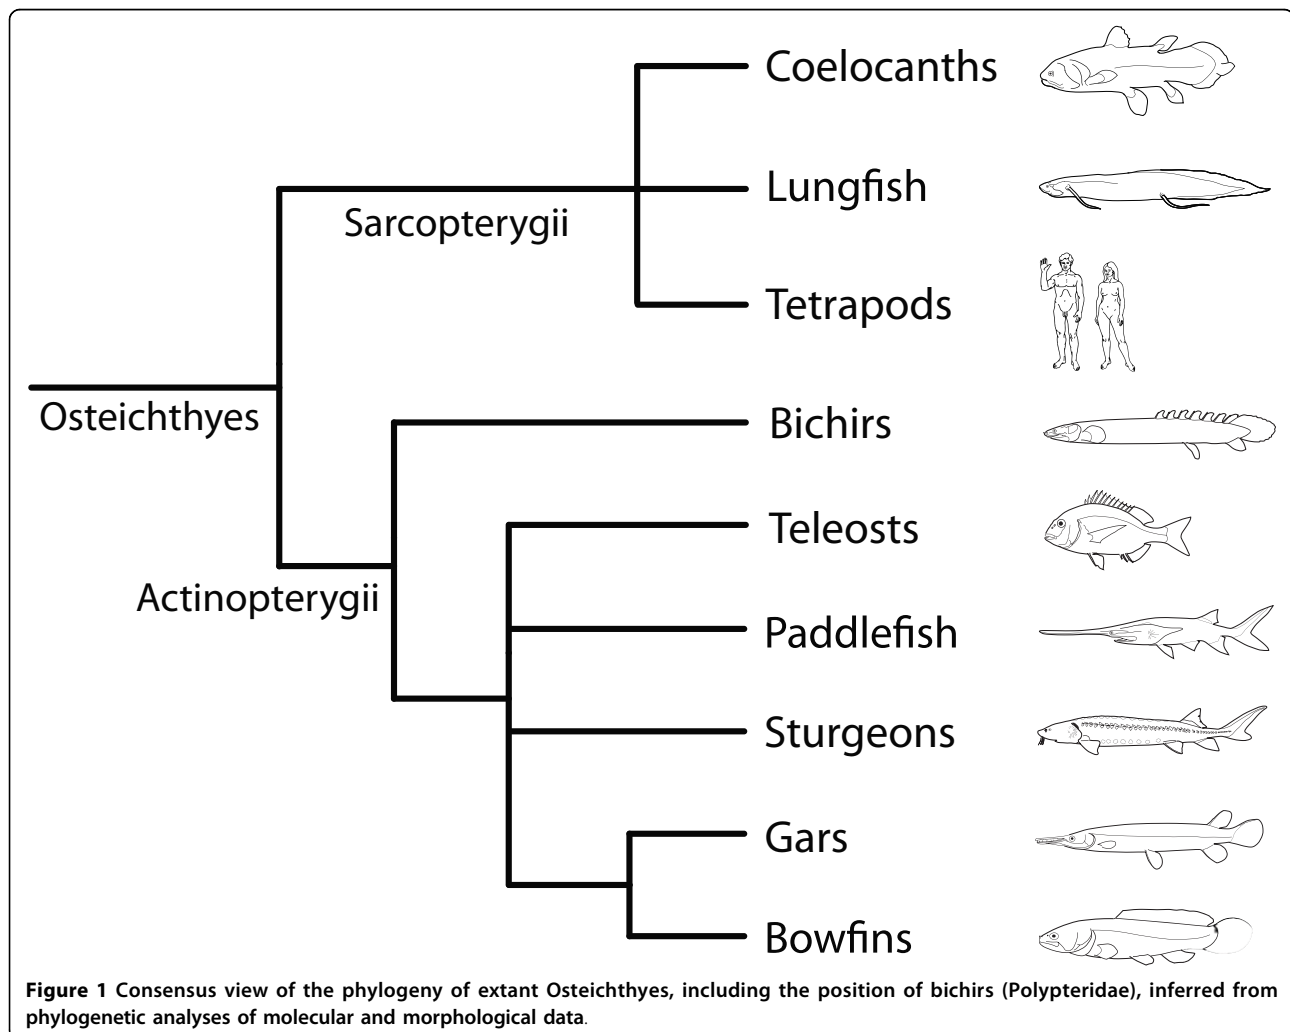 Coelocanths
Lungfish
Sarcopterygii
Tetrapods
Osteichthyes
Bichirs
Teleosts
Actinopterygii
Paddlefish
Sturgeons
Gars
Bowfins
Figure 1 Consensus view of the phylogeny of extant Osteichthyes, including the position of bichirs (Polypteridae), inferred from
phylogenetic analyses of molecular and morphological data.